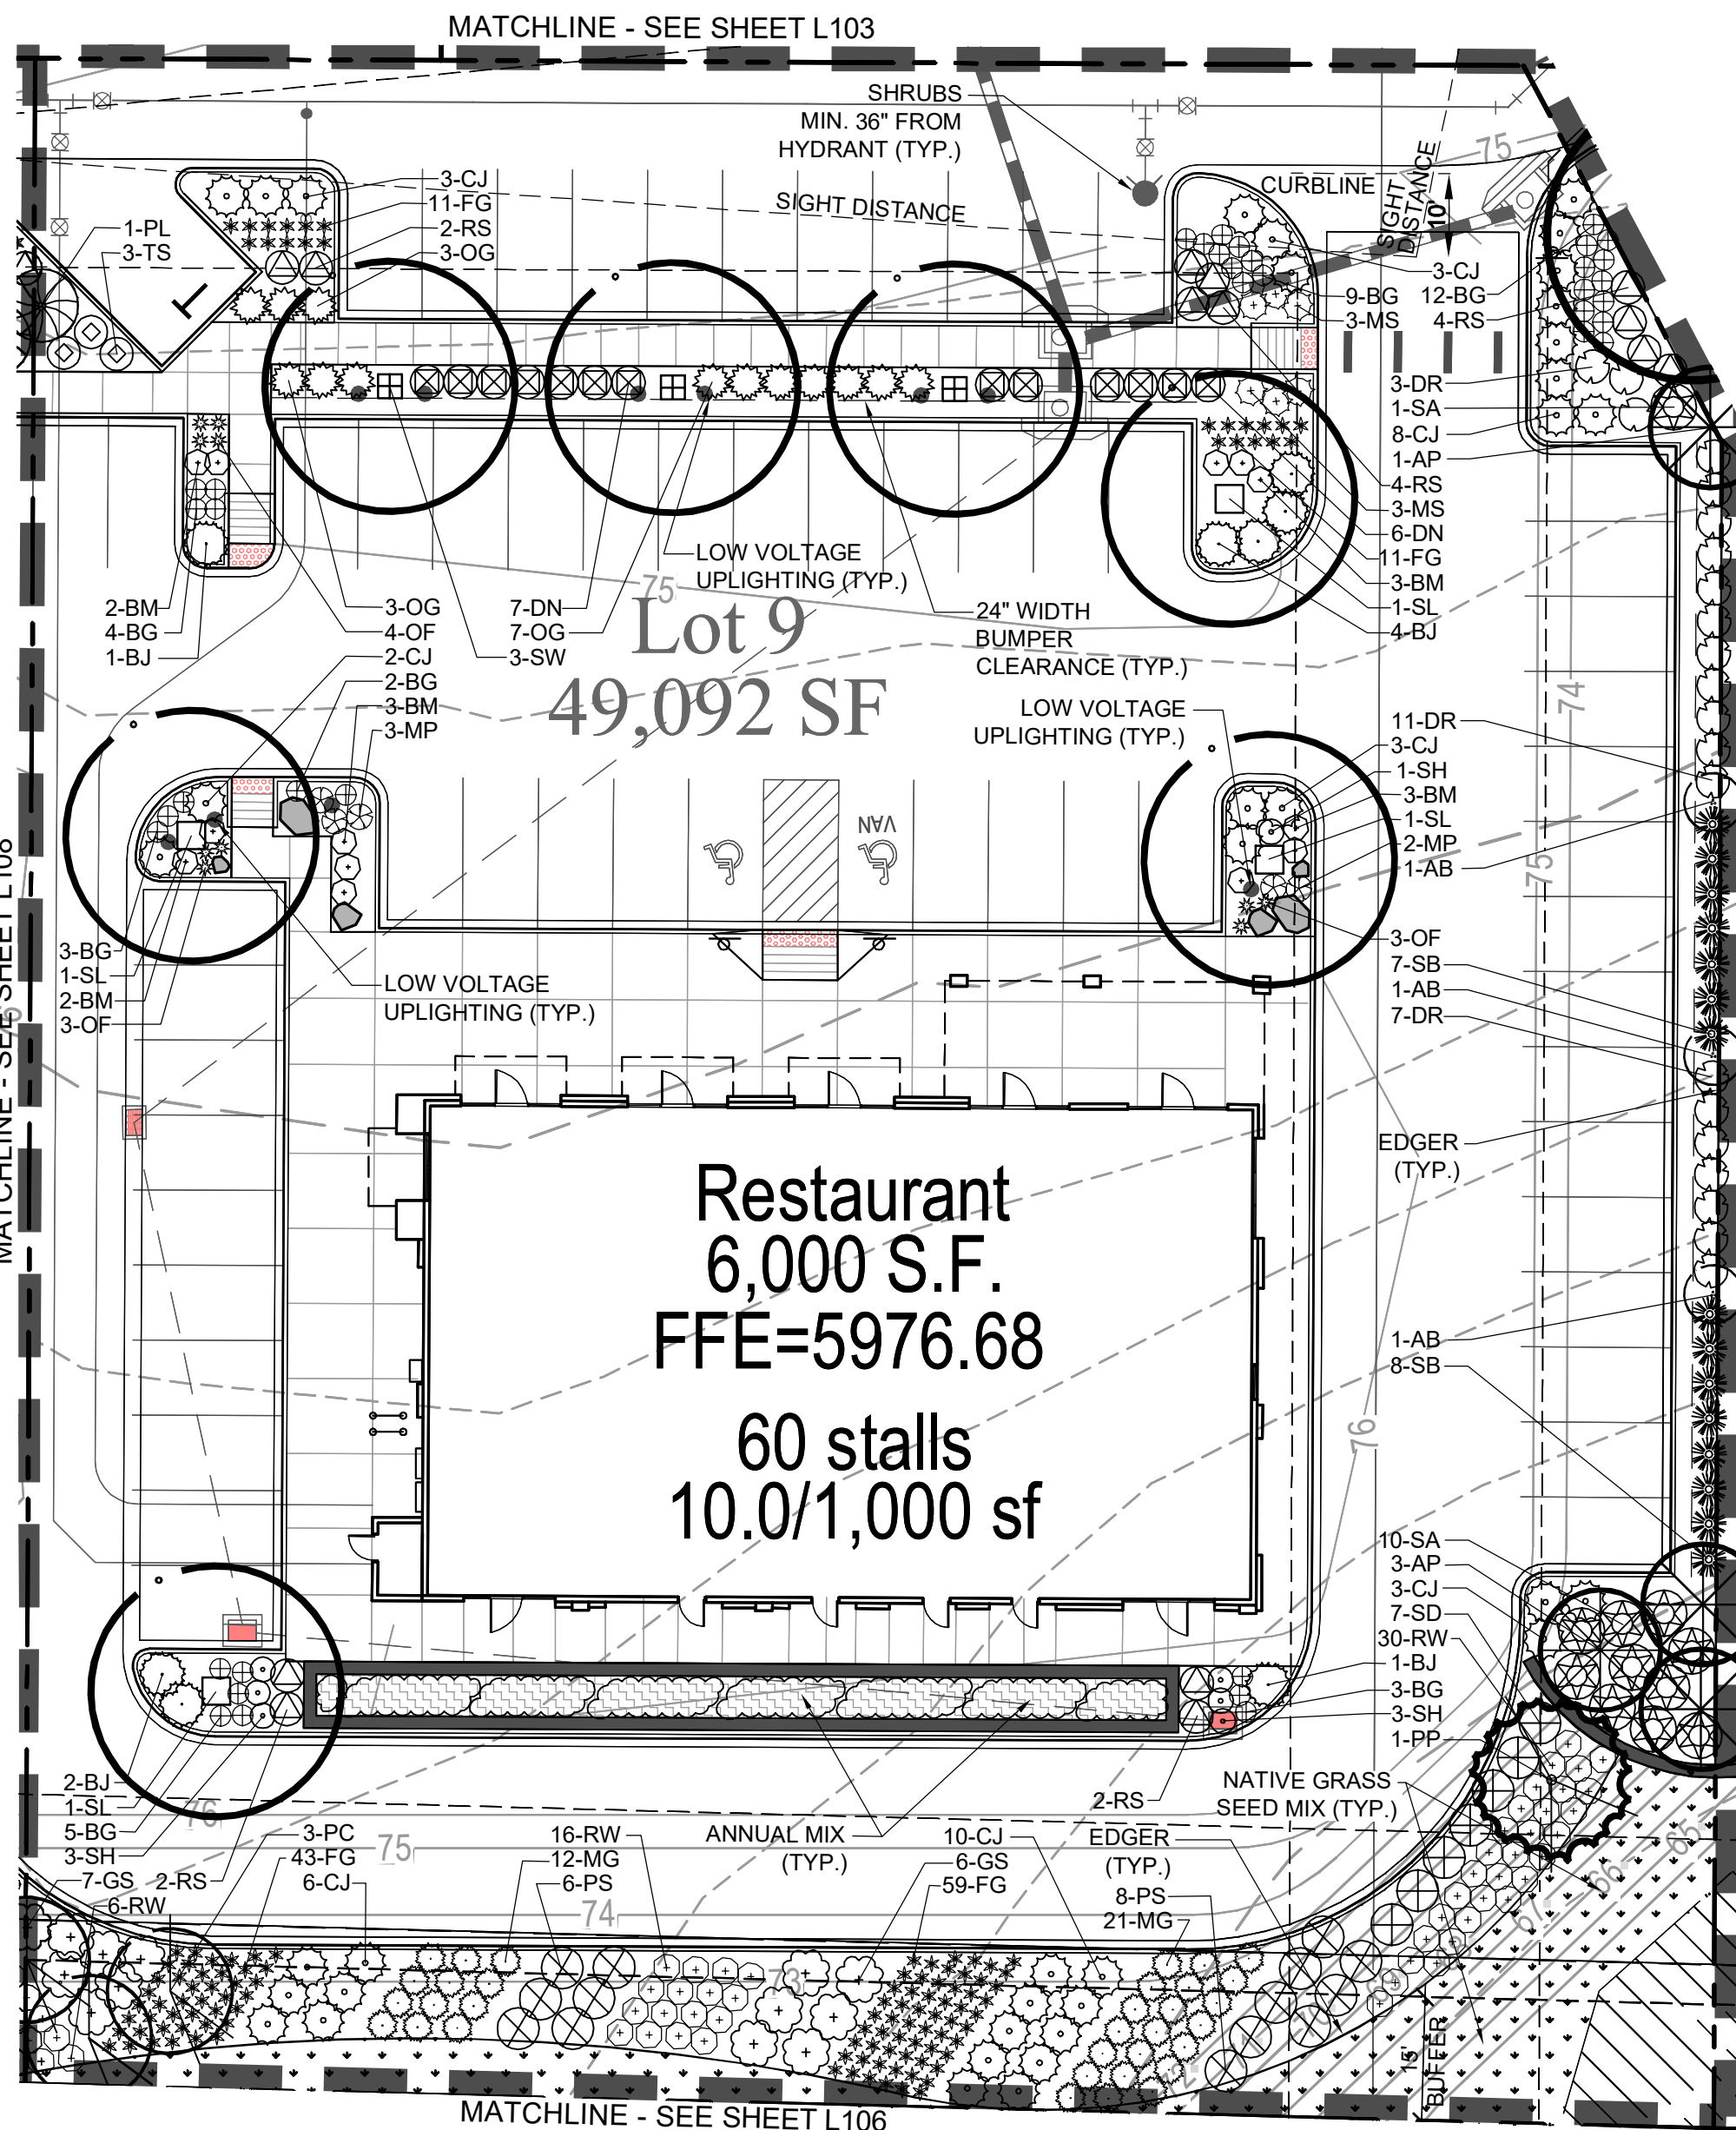 MATCHLINE - SEE SHEET L103
SHRUBS
MIN. 36" FROM
HYDRANT (TYP.)
SIGHT DISTANCE
CURBLINE
SIGHT
DISTANCE
10'
75
3-CJ
11-FG
2-RS
3-OG
1-PL
3-TS
3-CJ
9-BG
12-BG
3-MS
4-RS
3-DR
1-SA
8-CJ
1-AP
4-RS
3-MS
6-DN
11-FG
3-BM
1-SL
4-BJ
LOW VOLTAGE
UPLIGHTING (TYP.)
75
24" WIDTH
BUMPER
CLEARANCE (TYP.)
2-BM
4-BG
1-BJ
3-OG
4-OF
2-CJ
2-BG
3-BM
3-MP
7-DN
7-OG
3-SW
Lot 9
49,092 SF
LOW VOLTAGE
UPLIGHTING (TYP.)
74
75
11-DR
3-CJ
1-SH
3-BM
1-SL
2-MP
1-AB
VAN
3-OF
7-SB
1-AB
7-DR
3-BG
1-SL
2-BM
3-OF
LOW VOLTAGE
UPLIGHTING (TYP.)
MATCHLINE - SEE SHEET L108
EDGER
(TYP.)
Restaurant
6,000 S.F.
FFE=5976.68
60 stalls
10.0/1,000 sf
1-AB
8-SB
76
10-SA
3-AP
3-CJ
7-SD
30-RW
1-BJ
3-BG
3-SH
1-PP
NATIVE GRASS
SEED MIX (TYP.)
2-RS
2-BJ
1-SL
5-BG
3-SH
7-GS
2-RS
6-RW
76
75
3-PC
43-FG
6-CJ
16-RW
12-MG
6-PS
ANNUAL MIX
(TYP.)
10-CJ
6-GS
59-FG
EDGER
(TYP.)
8-PS
21-MG
74
73
72
71
70
69
67
66
65
15'
BUFFER
MATCHLINE - SEE SHEET L106